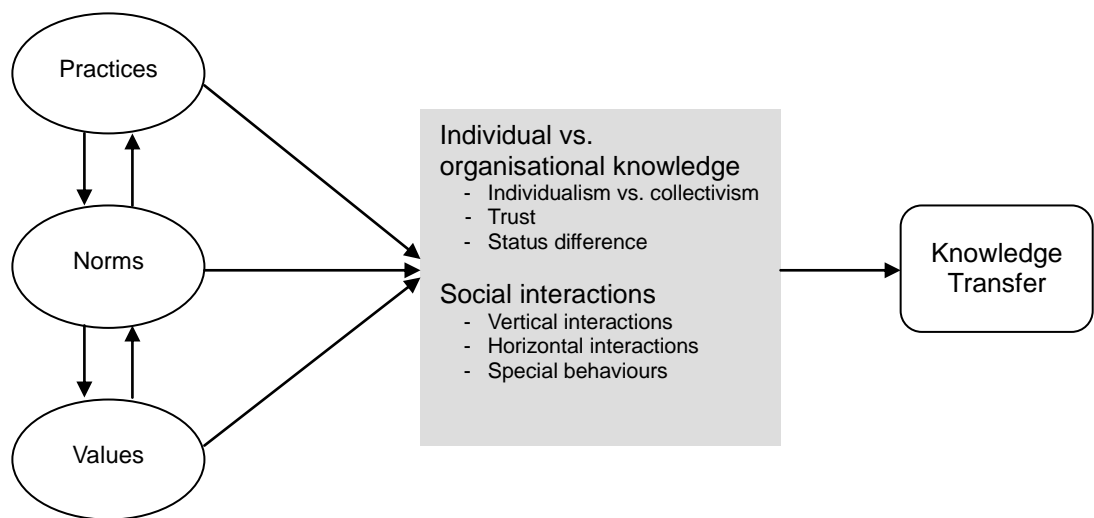 Practices
Norms
Values
Individual vs.
organisational knowledge
- Individualism vs. collectivism
- Trust
- Status difference
Social interactions
- Vertical interactions
- Horizontal interactions
- Special behaviours
Knowledge
Transfer